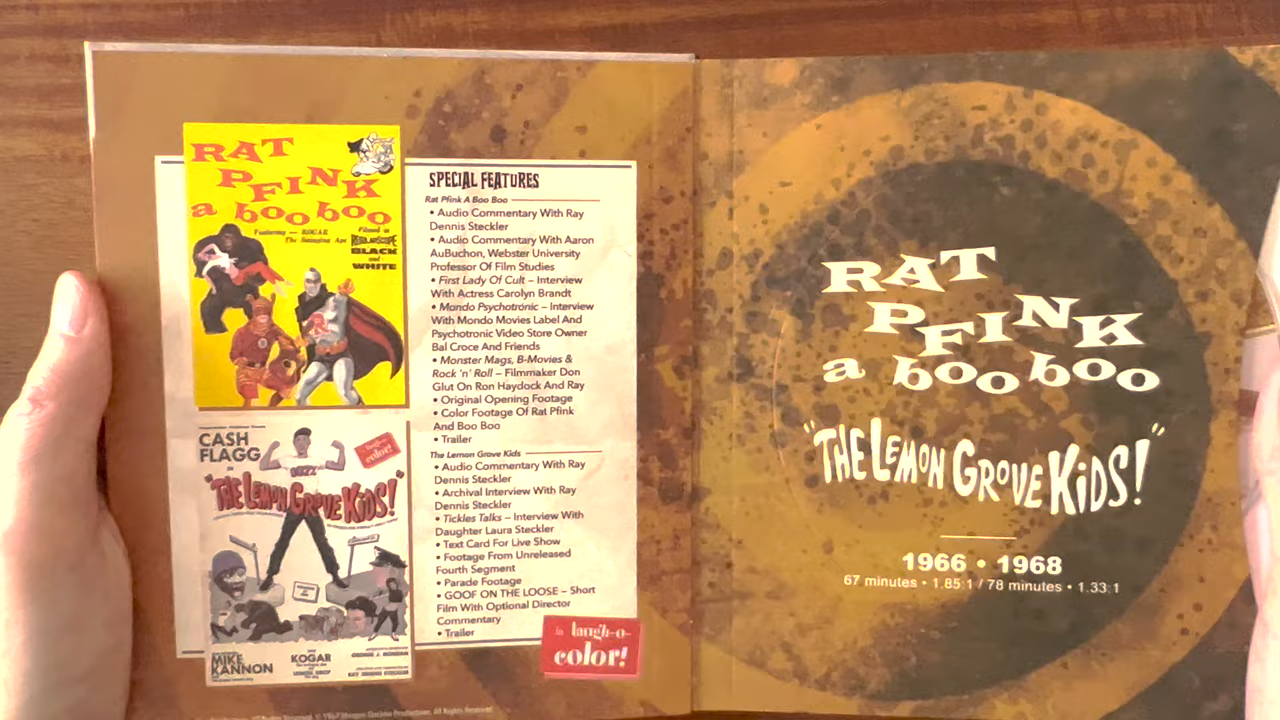 RAT
PFINK
a boo boo
Featuring — KOGAR
The Swinging Ape
Filmed in
BLACK
and
WHITE
CASH
FLAGG
in
in laugh-o-
color!
"THE LEMON GROVE KIDS!"
MIKE
KANNON
KOGAR
SPECIAL FEATURES
Rat Pfink A Boo Boo
• Audio Commentary With Ray
Dennis Steckler
• Audio Commentary With Aaron
AuBuchon, Webster University
Professor Of Film Studies
• First Lady Of Cult – Interview
With Actress Carolyn Brandt
• Mondo Psychotronic – Interview
With Mondo Movies Label And
Psychotronic Video Store Owner
Bal Croce And Friends
• Monster Mags, B-Movies &
Rock 'n' Roll – Filmmaker Don
Glut On Ron Haydock And Ray
• Original Opening Footage
• Color Footage Of Rat Pfink
And Boo Boo
• Trailer
The Lemon Grove Kids
• Audio Commentary With Ray
Dennis Steckler
• Archival Interview With Ray
Dennis Steckler
• Tickles Talks – Interview With
Daughter Laura Steckler
• Text Card For Live Show
• Footage From Unreleased
Fourth Segment
• Parade Footage
• GOOF ON THE LOOSE – Short
Film With Optional Director
Commentary
• Trailer
in laugh-o-
color!
RAT
PFINK
a boo boo
"THE LEMON GROVE KIDS!"
1966 • 1968
67 minutes • 1.85:1 / 78 minutes • 1.33:1